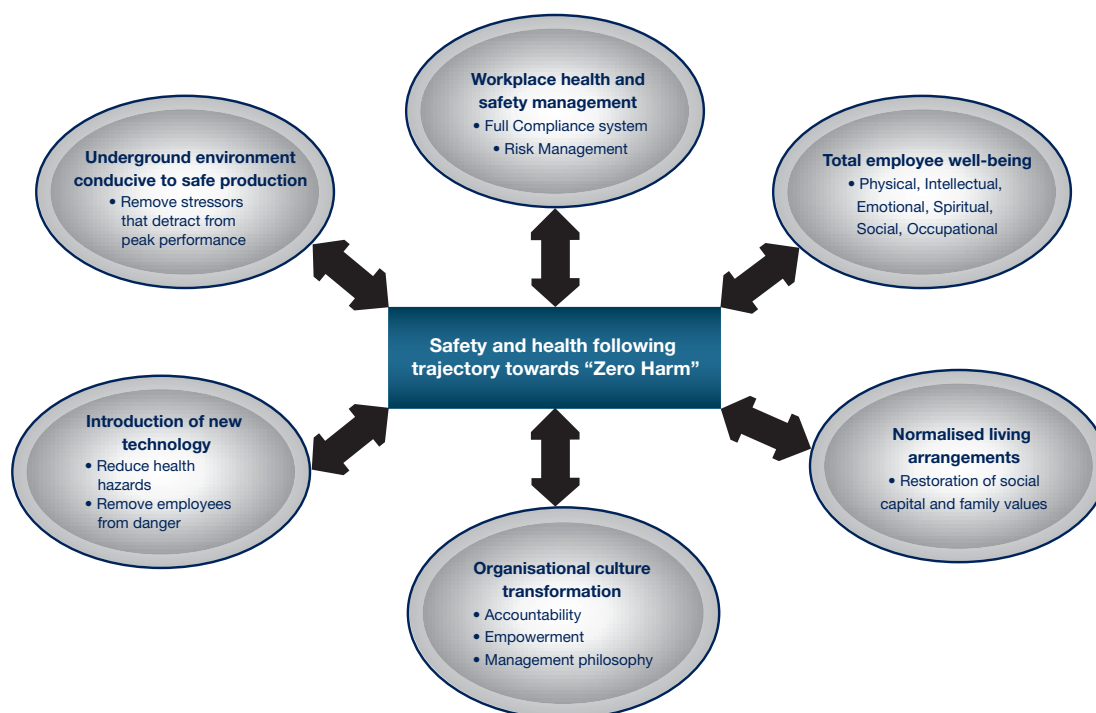 Workplace health and
safety management
• Full Compliance system
• Risk Management
Underground environment
conducive to safe production
• Remove stressors
that detract from
peak performance
Total employee well-being
• Physical, Intellectual,
Emotional, Spiritual,
Social, Occupational
Safety and health following
trajectory towards “Zero Harm”
Introduction of new
technology
• Reduce health
hazards
• Remove employees
from danger
Normalised living
arrangements
• Restoration of social
capital and family values
Organisational culture
transformation
• Accountability
• Empowerment
• Management philosophy